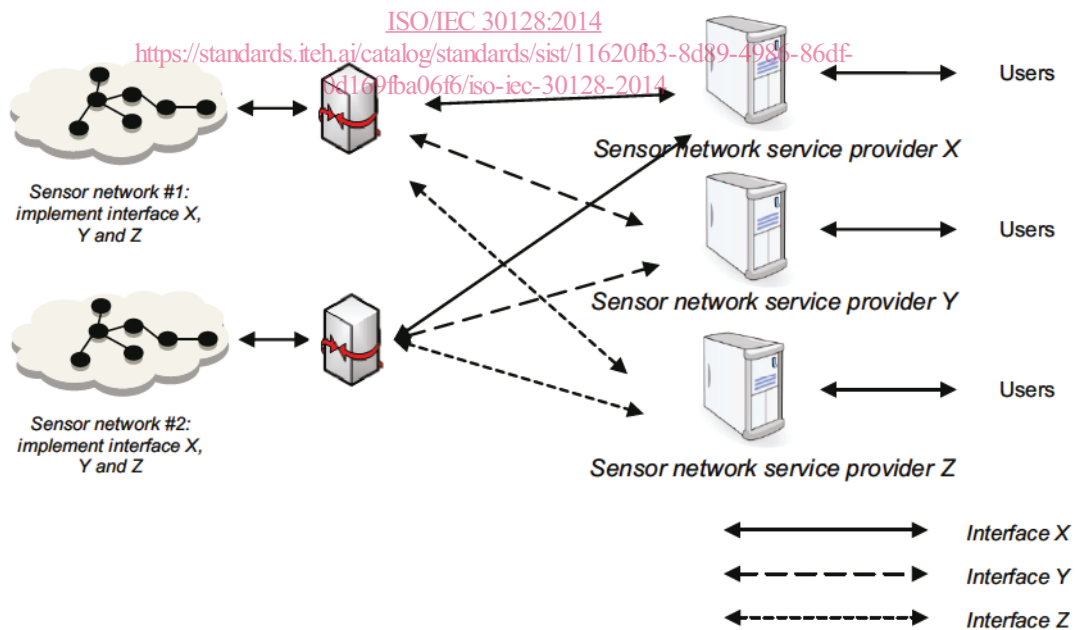 ISO/IEC 30128:2014
https://standards.iteh.ai/catalog/standards/sist/11620fb3-8d89-4986-86df-
0d169fba06f6/iso-iec-30128-2014
Users
Sensor network service provider X
Sensor network #1:
implement interface X,
Y and Z
Users
Sensor network service provider Y
Users
Sensor network #2:
implement interface X,
Y and Z
Sensor network service provider Z
Interface X
Interface Y
Interface Z